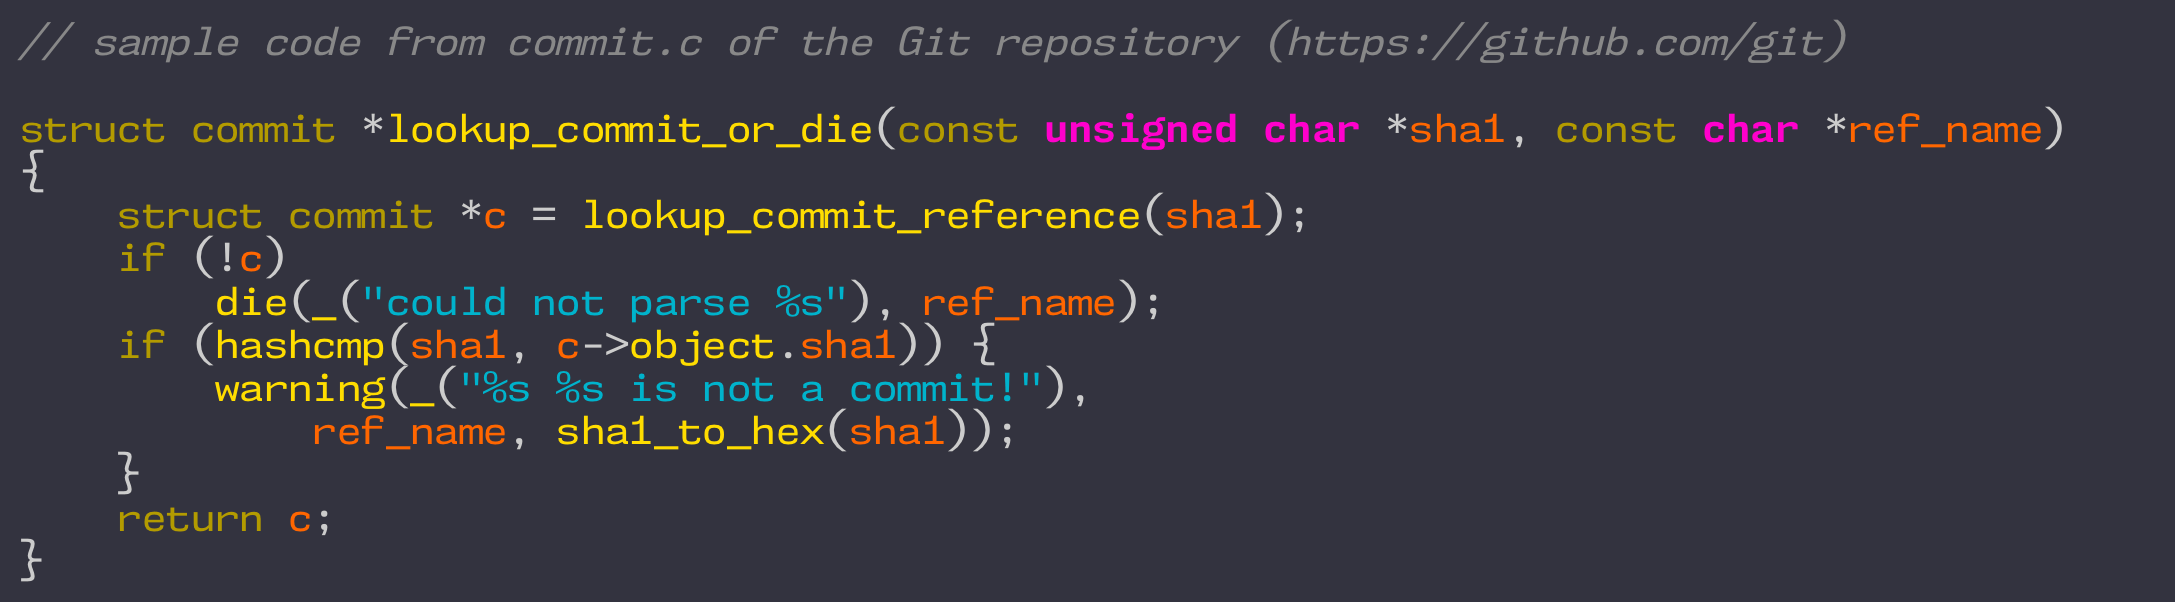 // sample code from commit.c of the Git repository (https://github.com/git)

struct commit *lookup_commit_or_die(const unsigned char *sha1, const char *ref_name)
{
    struct commit *c = lookup_commit_reference(sha1);
    if (!c)
        die(_("could not parse %s"), ref_name);
    if (hashcmp(sha1, c->object.sha1)) {
        warning(_("%s %s is not a commit!"),
            ref_name, sha1_to_hex(sha1));
    }
    return c;
}